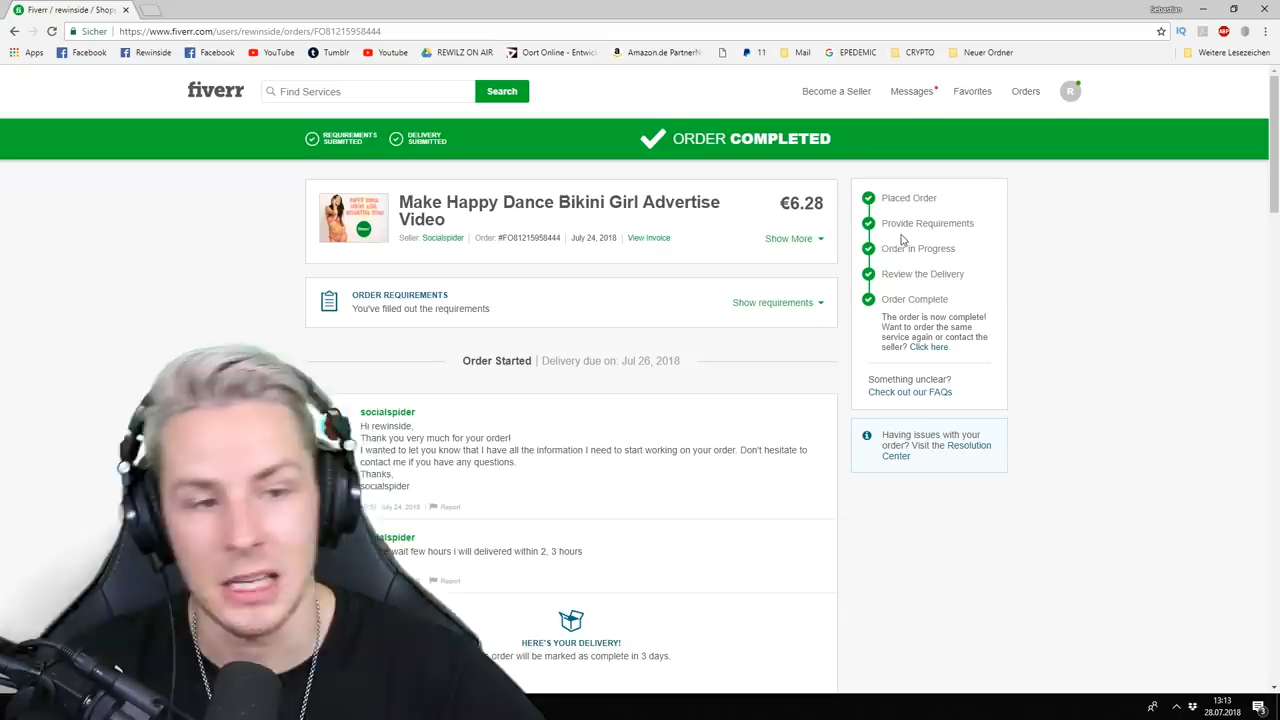 Fiverr / rewinside / Shop
Sebastian
Sicher
https://www.fiverr.com/users/rewinside/orders/FO81215958444
Apps
Facebook
Rewinside
Facebook
YouTube
Tumblr
Youtube
REWILZ ON AIR
Oort Online - Entwick
Amazon.de PartnerN
Mail
EPEDEMIC
CRYPTO
Neuer Ordner
Weitere Lesezeichen
fiverr
Find Services
Search
Become a Seller
Messages
Favorites
Orders
R
REQUIREMENTS
SUBMITTED
DELIVERY
SUBMITTED
ORDER COMPLETED
HAPPY DANCE
BIKINI GIRL
Make Happy Dance Bikini Girl Advertise
Video
€6.28
Seller: Socialspider | Order: #FO81215958444 | July 24, 2018 | View Invoice
Show More
ORDER REQUIREMENTS
You've filled out the requirements
Show requirements
Order Started | Delivery due on: Jul 26, 2018
socialspider
Hi rewinside,
Thank you very much for your order!
I wanted to let you know that I have all the information I need to start working on your order. Don't hesitate to
contact me if you have any questions.
Thanks,
socialspider
July 24, 2018 | Report
alspider
wait few hours i will delivered within 2, 3 hours
Report
HERE'S YOUR DELIVERY!
order will be marked as complete in 3 days.
Placed Order
Provide Requirements
Order in Progress
Review the Delivery
Order Complete
The order is now complete!
Want to order the
same
service again or contact the
seller? Click here.
Something unclear?
Check out our FAQs
Having issues with your
order? Visit the Resolution
Center
13:13
28.07.2018
3